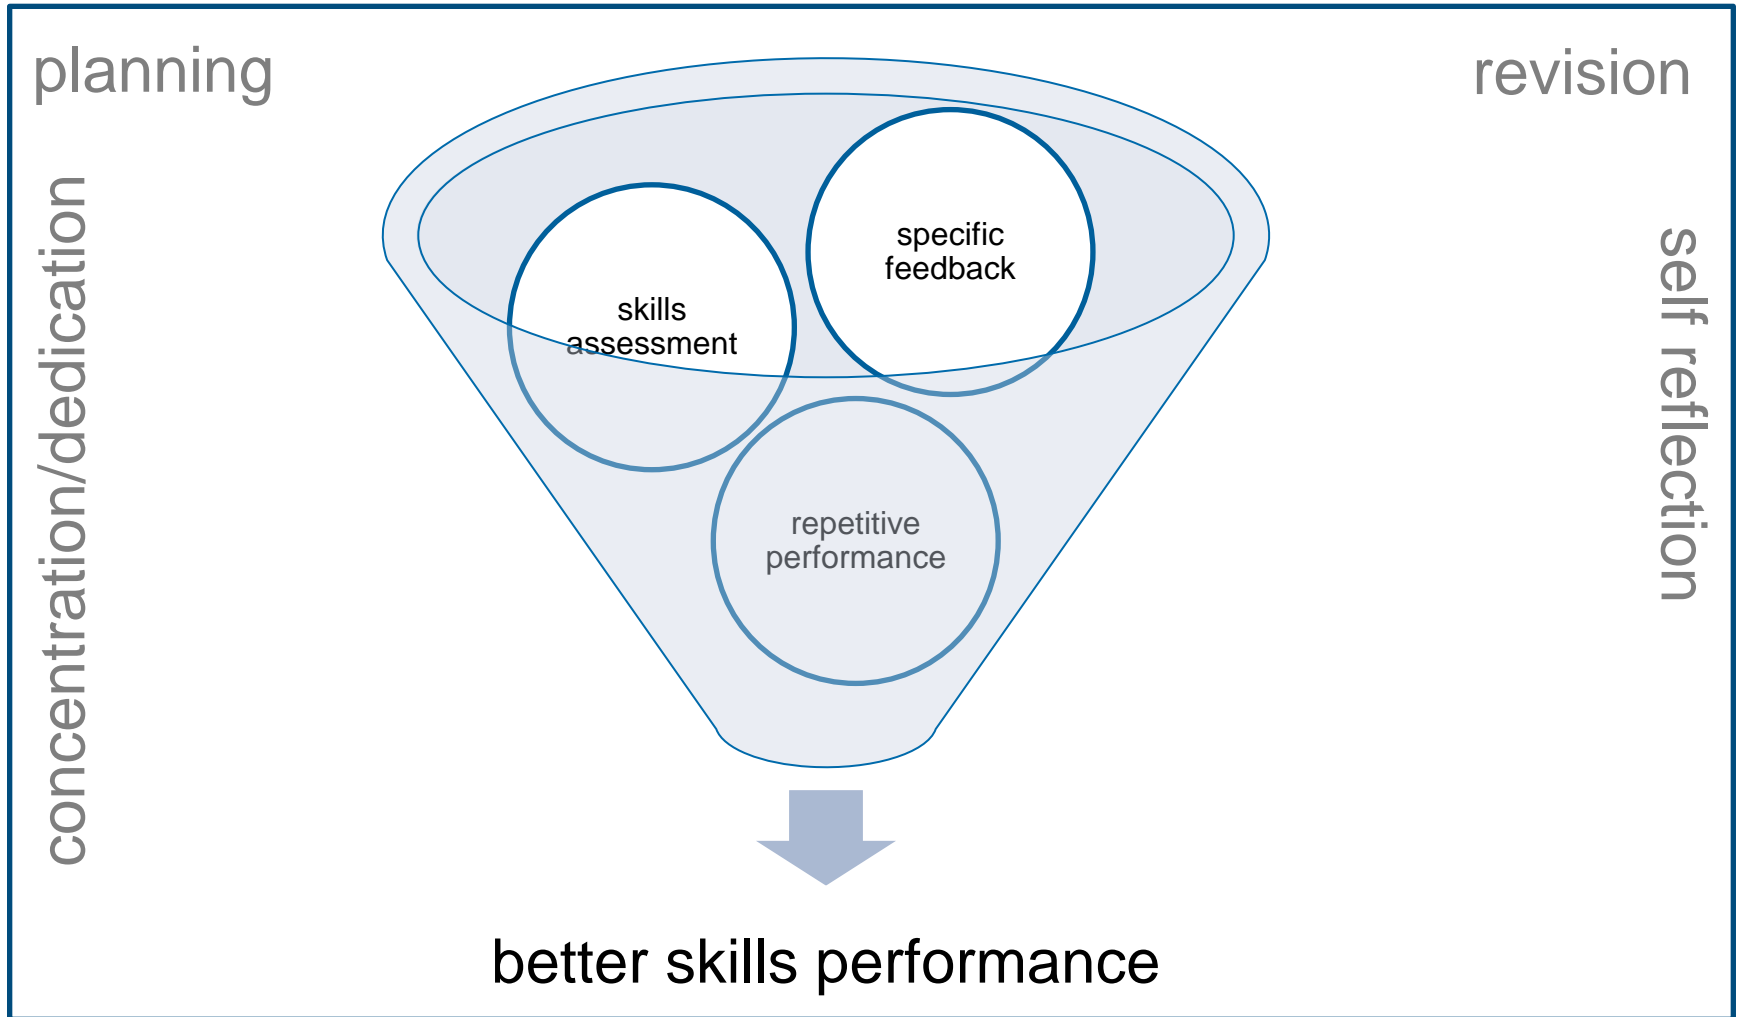 planning
revision
concentration/dedication
self reflection
specific
feedback
skills
assessment
repetitive
performance
better skills performance